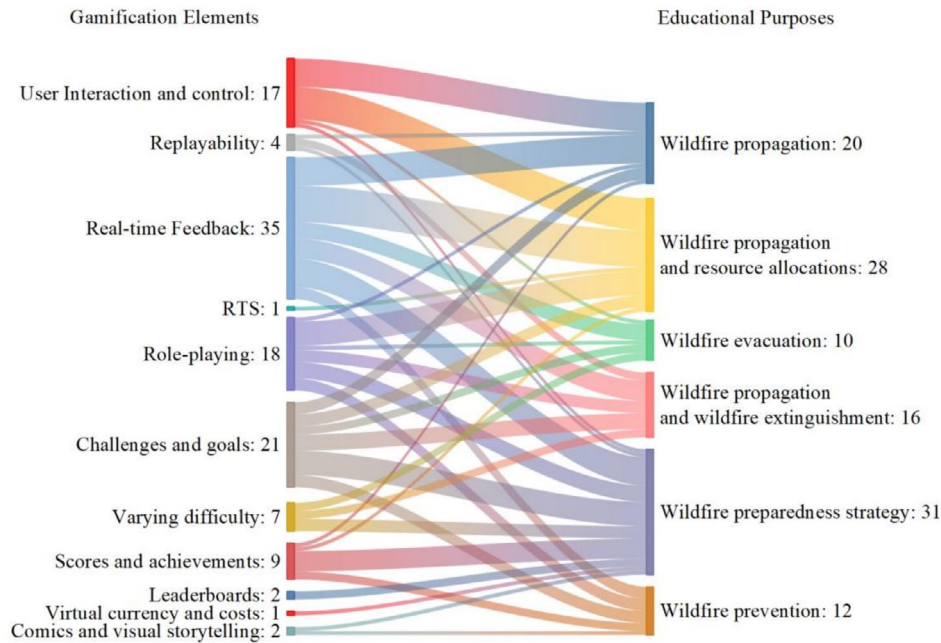 Gamification Elements
Educational Purposes
User Interaction and control: 17
Replayability: 4
Real-time Feedback: 35
RTS: 1
Role-playing: 18
Challenges and goals: 21
Varying difficulty: 7
Scores and achievements: 9
Leaderboards: 2
Virtual currency and costs: 1
Comics and visual storytelling: 2
Wildfire propagation: 20
Wildfire propagation
and resource allocations: 28
Wildfire evacuation: 10
Wildfire propagation
and wildfire extinguishment: 16
Wildfire preparedness strategy: 31
Wildfire prevention: 12